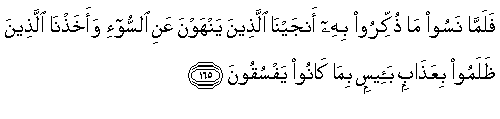 فَلَمَّا نَسُوا۟ مَا ذُكِّرُوا۟ بِهِۦٓ أَنجَيْنَا ٱلَّذِينَ يَنْهَوْنَ عَنِ ٱلسُّوٓءِ وَأَخَذْنَا ٱلَّذِينَ
ظَلَمُوا۟ بِعَذَابٍۭ بَـِٔيسٍۭ بِمَا كَانُوا۟ يَفْسُقُونَ ١٦٥